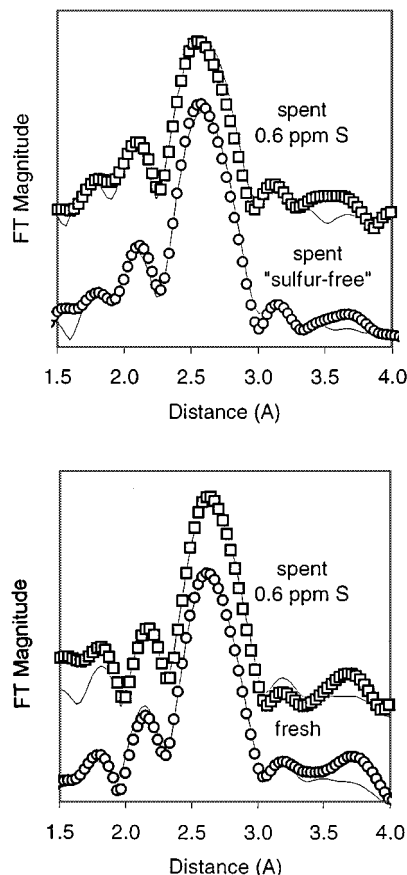 FT Magnitude
spent
0.6 ppm S
spent
"sulfur-free"
1.5 2.0 2.5 3.0 3.5 4.0
Distance (A)
FT Magnitude
spent
0.6 ppm S
fresh
1.5 2.0 2.5 3.0 3.5 4.0
Distance (A)